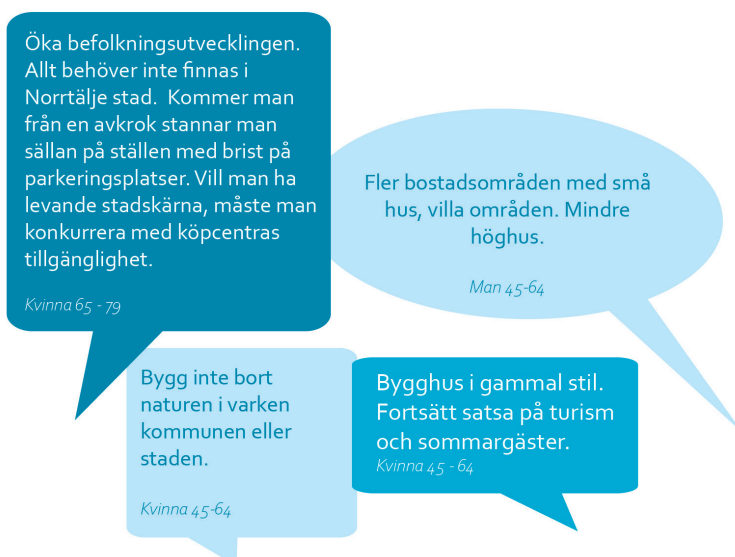 Öka befolkningsutvecklingen.
Allt behöver inte finnas i
Norrtälje stad. Kommer man
från en avkrok stannar man
sällan på ställen med brist på
parkeringsplatser. Vill man ha
levande stadskärna, måste man
konkurrera med köpcentras
tillgänglighet.
Kvinna 65 - 79
Fler bostadsområden med små
hus, villa områden. Mindre
höghus.
Man 45-64
Bygg inte bort
naturen i varken
kommunen eller
staden.
Kvinna 45-64
Bygghus i gammal stil.
Fortsätt satsa på turism
och sommargäster.
Kvinna 45 - 64